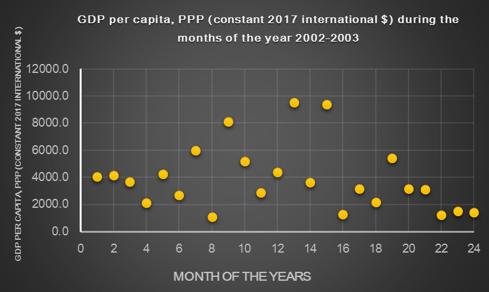 GDP per capita, PPP (constant 2017 international $) during the
months of the year 2002-2003
GDP PER CAPITA, PPP (CONSTANT 2017 INTERNATIONAL $)
12000.0
10000.0
8000.0
6000.0
4000.0
2000.0
0.0
0 2 4 6 8 10 12 14 16 18 20 22 24
MONTH OF THE YEARS